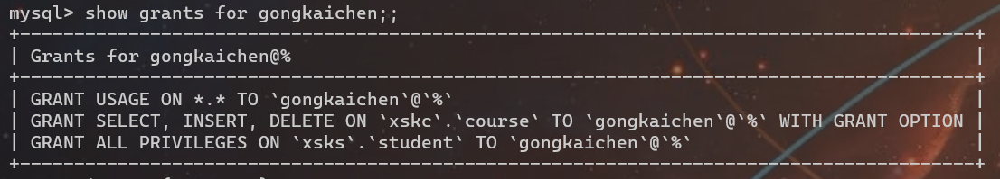 mysql> show grants for gongkaichen;;
+-----------------------------------------------------------------------------------------+
| Grants for gongkaichen@% |
+-----------------------------------------------------------------------------------------+
| GRANT USAGE ON *.* TO `gongkaichen`@`%` |
| GRANT SELECT, INSERT, DELETE ON `xskc`.`course` TO `gongkaichen`@`%` WITH GRANT OPTION |
| GRANT ALL PRIVILEGES ON `xsks`.`student` TO `gongkaichen`@`%` |
+-----------------------------------------------------------------------------------------+